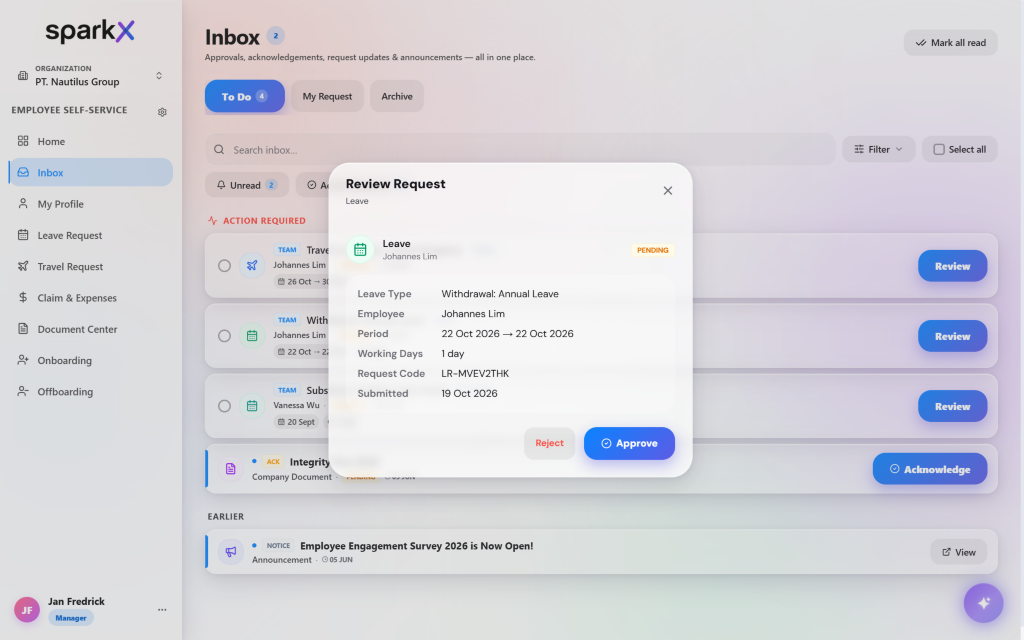 sparkX
ORGANIZATION
PT. Nautilus Group
EMPLOYEE SELF-SERVICE
Home
Inbox
My Profile
Leave Request
Travel Request
Claim & Expenses
Document Center
Onboarding
Offboarding
JF
Jan Fredrick
Manager
Inbox 2
Approvals, acknowledgements, request updates & announcements — all in one place.
Mark all read
To Do 4
My Request
Archive
Search inbox...
Filter
Select all
Unread 2
ACTION REQUIRED
TEAM
Johannes Lim
26 Oct → 30
Review
TEAM
Johannes Lim
22 Oct → 22
Review
TEAM
Vanessa Wu
20 Sept
Review
ACK Integrity
Company Document · PENDING
Acknowledge
EARLIER
NOTICE Employee Engagement Survey 2026 is Now Open!
Announcement · 05 JUN
View
Review Request
Leave
Leave
Johannes Lim
PENDING
Leave Type Withdrawal: Annual Leave
Employee Johannes Lim
Period 22 Oct 2026 → 22 Oct 2026
Working Days 1 day
Request Code LR-MVEV2THK
Submitted 19 Oct 2026
Reject
Approve